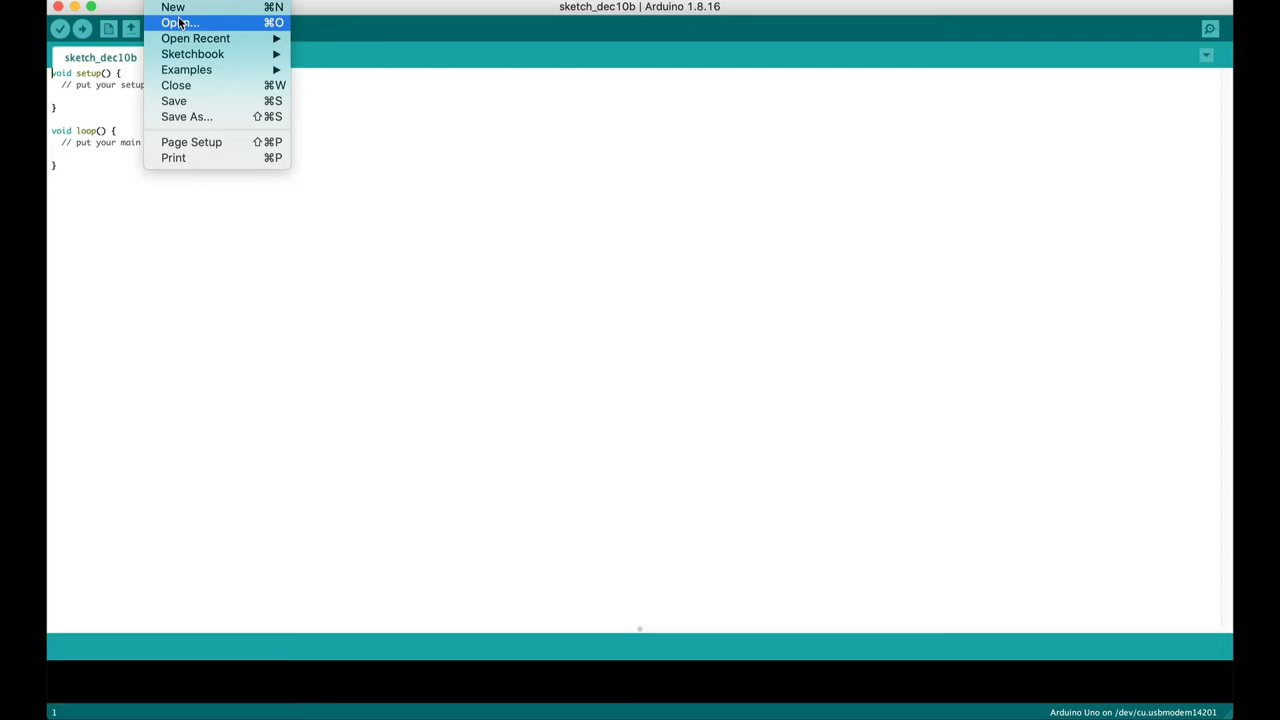 sketch_dec10b | Arduino 1.8.16
New ⌘N
Open... ⌘O
Open Recent ▶
Sketchbook ▶
Examples ▶
Close ⌘W
Save ⌘S
Save As... ⇧⌘S
Page Setup ⇧⌘P
Print ⌘P
sketch_dec10b
void setup() {
// put your setup
}
void loop() {
// put your main
}
1
Arduino Uno on /dev/cu.usbmodem14201